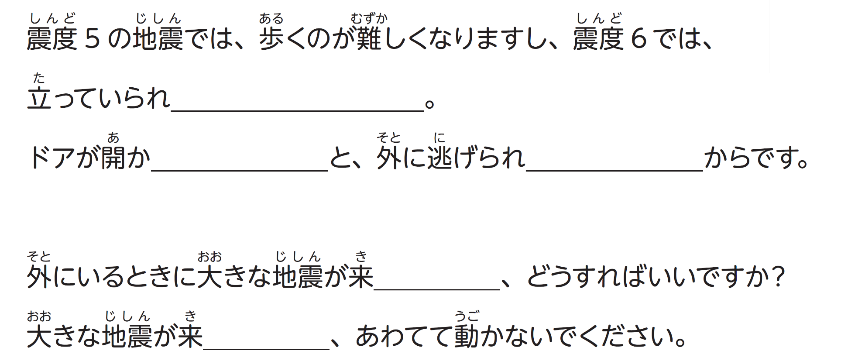 震度5の地震では、歩くのが難しくなりますし、震度6では、
立っていられ＿＿＿＿＿＿＿＿＿＿。
ドアが開か＿＿＿＿＿＿＿と、外に逃げられ＿＿＿＿＿＿＿からです。
外にいるときに大きな地震が来＿＿＿＿＿、どうすればいいですか?
大きな地震が来＿＿＿＿＿、あわてて動かないでください。